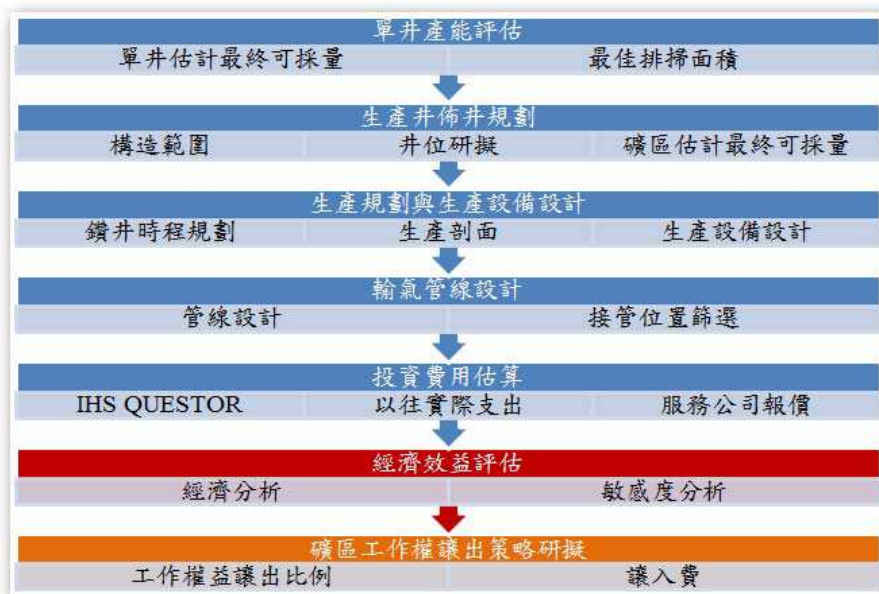 單井產能評估
單井估計最終可採量 最佳排掃面積
生產井佈井規劃
構造範圍 井位研擬 礦區估計最終可採量
生產規劃與生產設備設計
鑽井時程規劃 生產剖面 生產設備設計
輸氣管線設計
管線設計 接管位置篩選
投資費用估算
IHS QUESTOR 以往實際支出 服務公司報價
經濟效益評估
經濟分析 敏感度分析
礦區工作權讓出策略研擬
工作權益讓出比例 讓入費